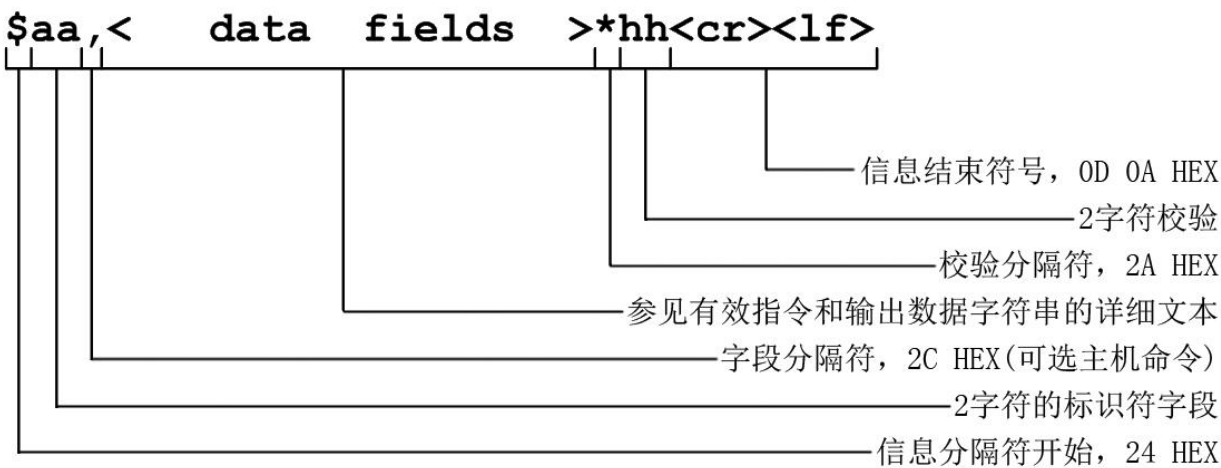 $aa,< data fields >*hh<cr><lf>
信息结束符号，0D 0A HEX
2字符校验
校验分隔符，2A HEX
参见有效指令和输出数据字符串的详细文本
字段分隔符，2C HEX(可选主机命令)
2字符的标识符字段
信息分隔符开始，24 HEX